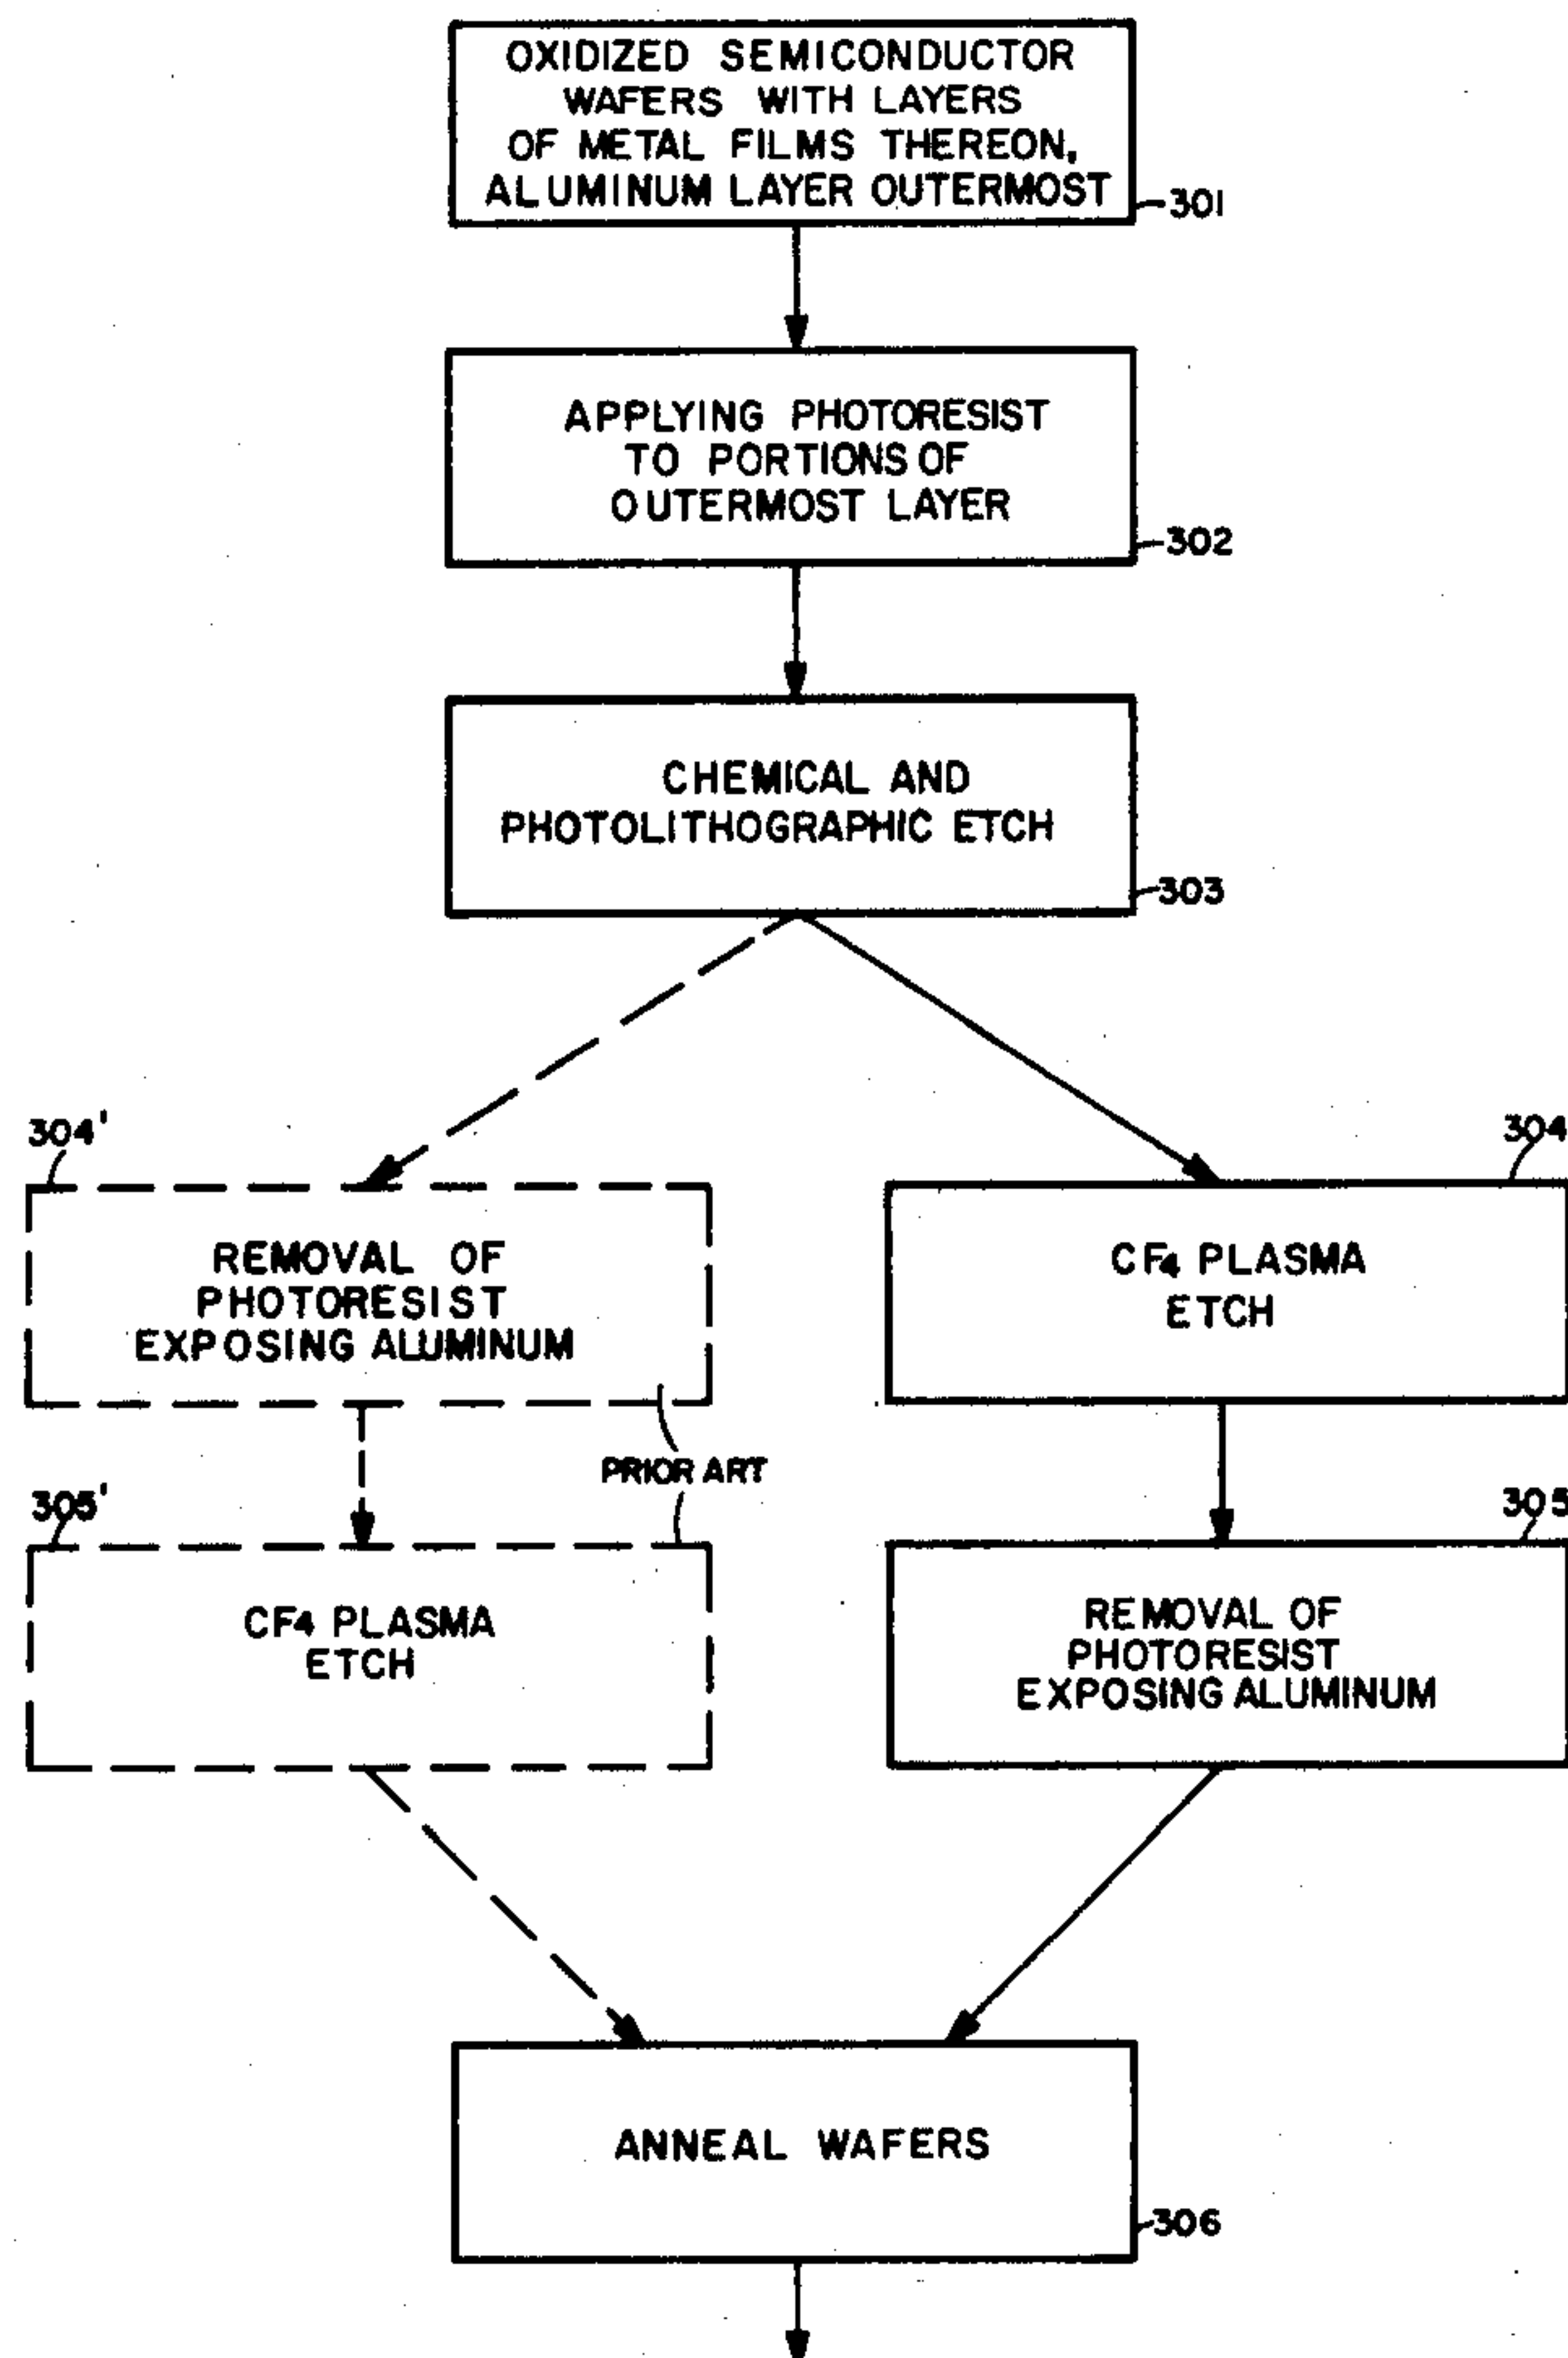 OXIDIZED SEMICONDUCTOR
WAFERS WITH LAYERS
OF METAL FILMS THEREON,
ALUMINUM LAYER OUTERMOST
301
APPLYING PHOTORESIST
TO PORTIONS OF
OUTERMOST LAYER
302
CHEMICAL AND
PHOTOLITHOGRAPHIC ETCH
303
304'
REMOVAL OF
PHOTORESIST
EXPOSING ALUMINUM
304
CF4 PLASMA
ETCH
PRIOR ART
305'
CF4 PLASMA
ETCH
305
REMOVAL OF
PHOTORESIST
EXPOSING ALUMINUM
ANNEAL WAFERS
306